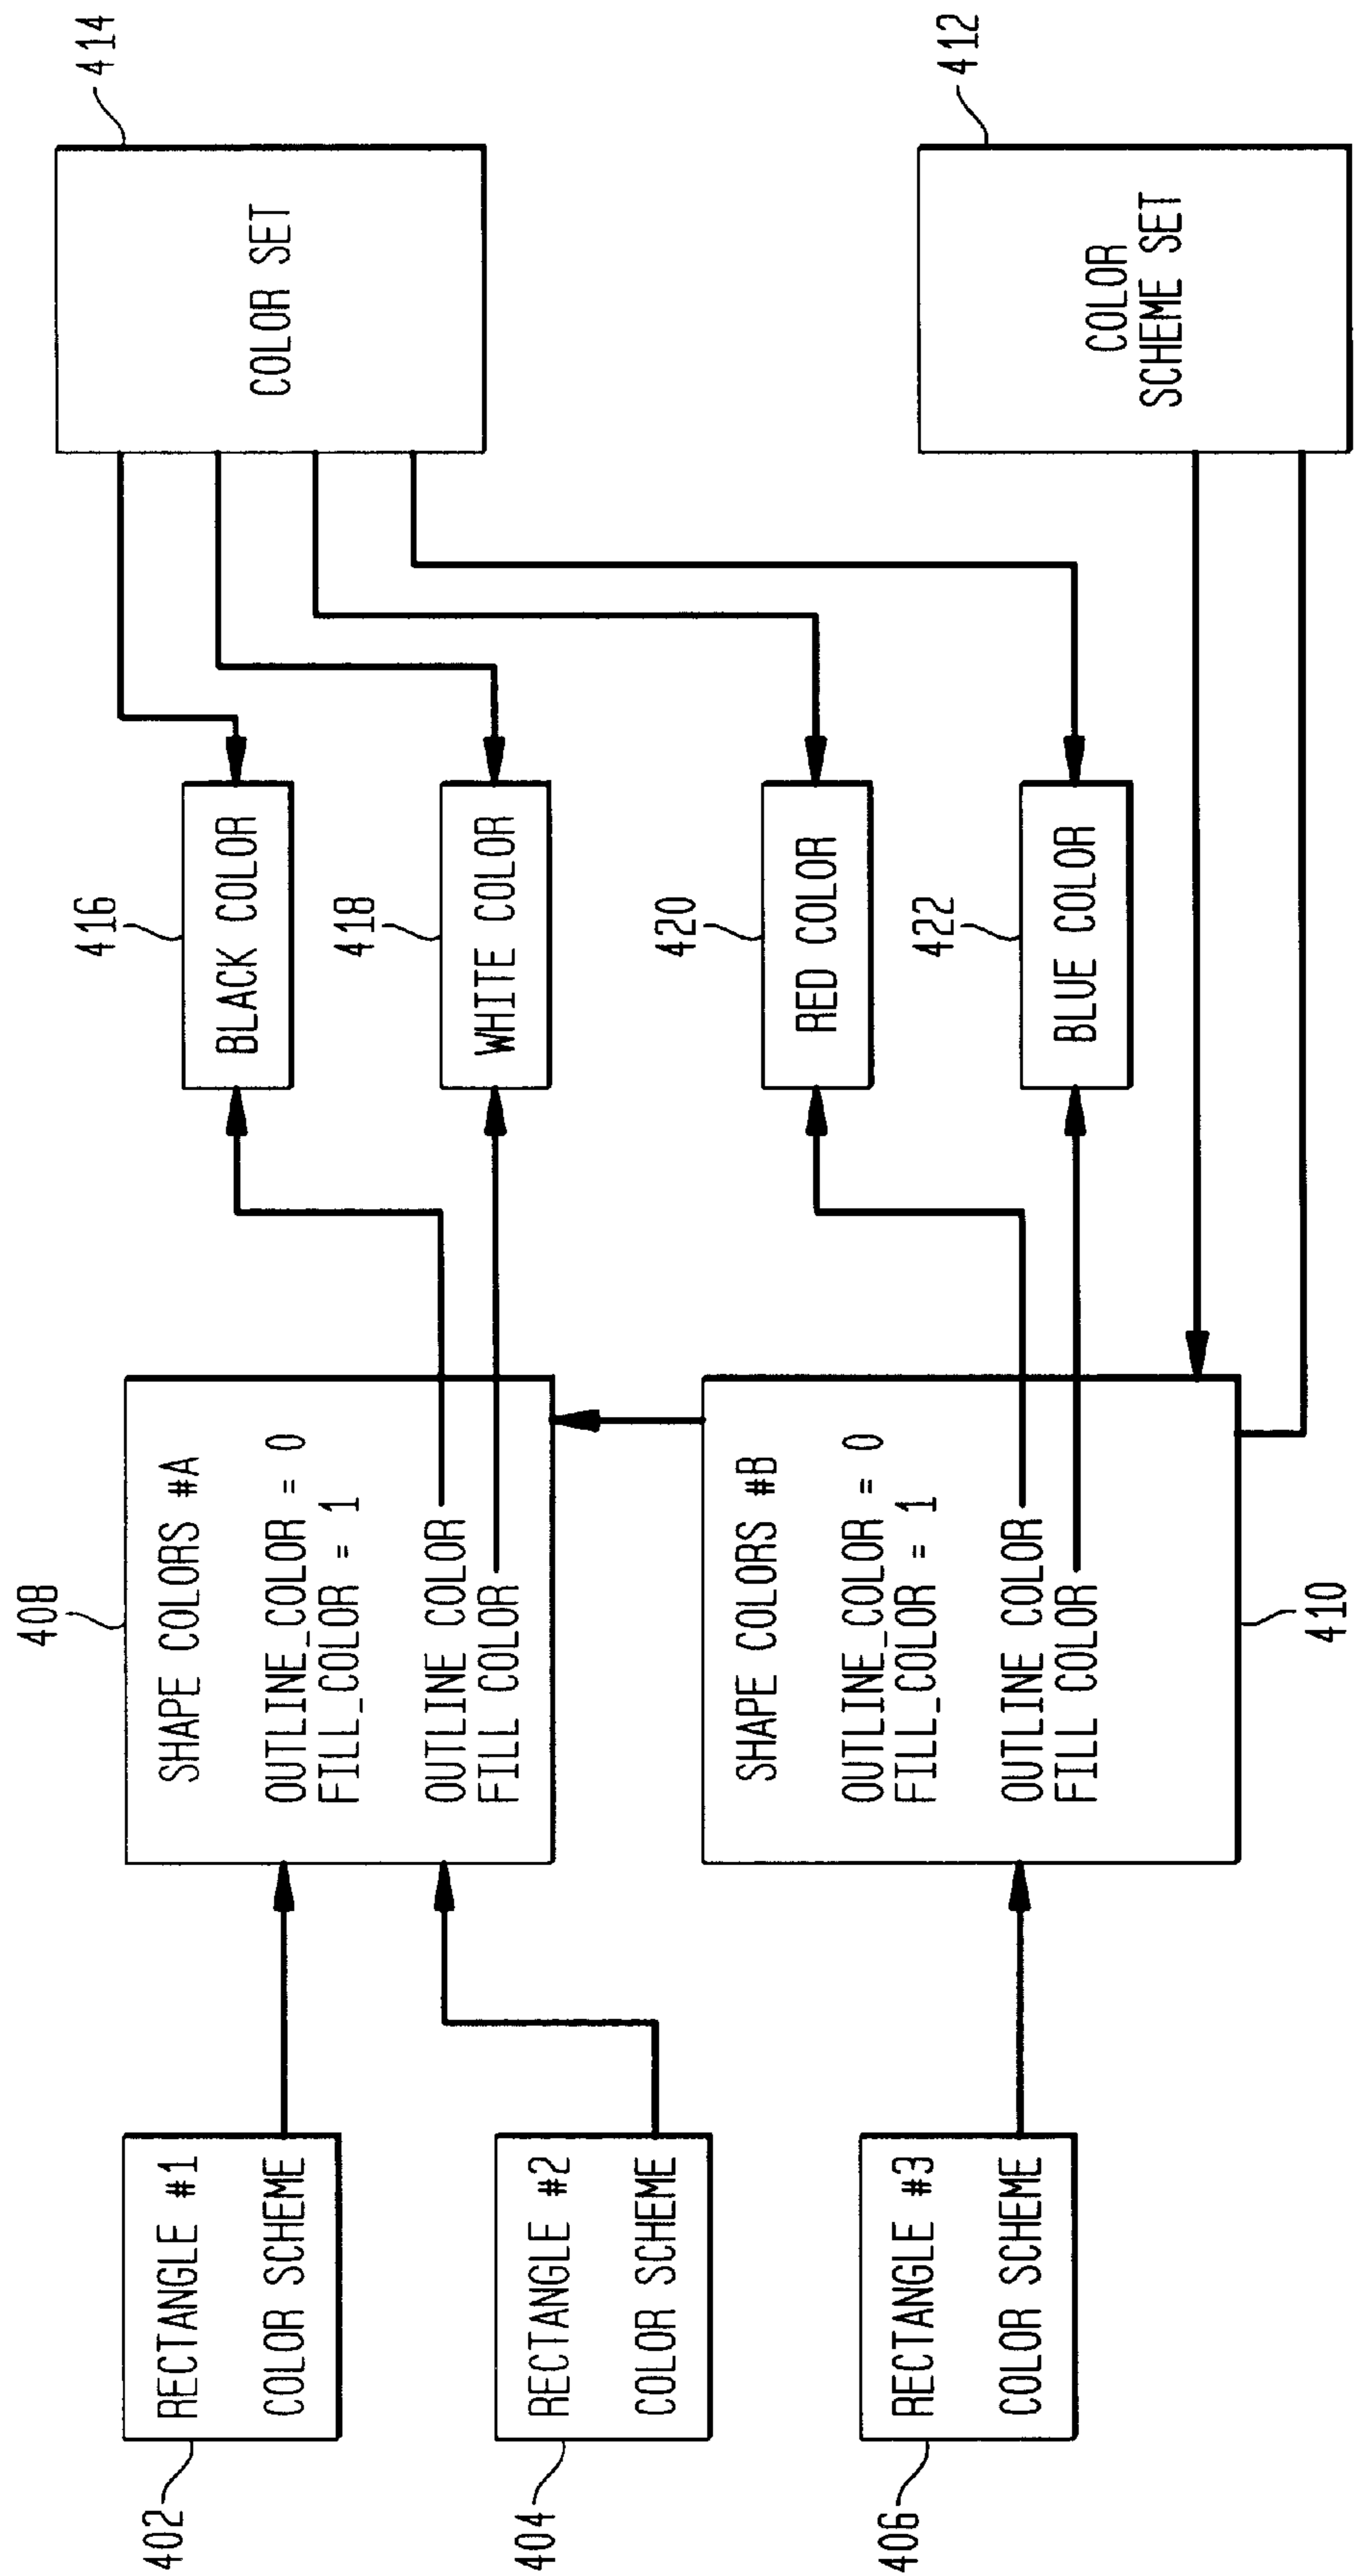 402
RECTANGLE #1
COLOR SCHEME
404
RECTANGLE #2
COLOR SCHEME
406
RECTANGLE #3
COLOR SCHEME
408
SHAPE COLORS #A
OUTLINE_COLOR = 0
FILL_COLOR = 1
OUTLINE COLOR
FILL COLOR
SHAPE COLORS #B
OUTLINE_COLOR = 0
FILL_COLOR = 1
OUTLINE COLOR
FILL COLOR
410
416
BLACK COLOR
418
WHITE COLOR
420
RED COLOR
422
BLUE COLOR
414
COLOR SET
412
COLOR
SCHEME SET